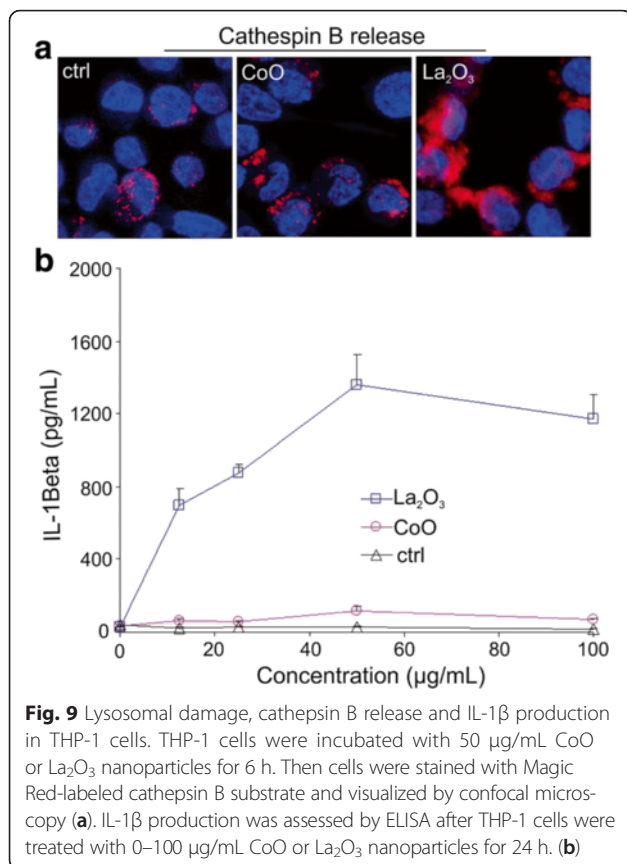 a
Cathespin B release
ctrl
CoO
La₂O₃
b
2000
1600
1200
800
400
0
IL-1Beta (pg/mL)
La₂O₃
CoO
ctrl
0 20 40 60 80 100
Concentration (µg/mL)
Fig. 9 Lysosomal damage, cathepsin B release and IL-1β production
in THP-1 cells. THP-1 cells were incubated with 50 µg/mL CoO
or La₂O₃ nanoparticles for 6 h. Then cells were stained with Magic
Red-labeled cathepsin B substrate and visualized by confocal micros-
copy (a). IL-1β production was assessed by ELISA after THP-1 cells were
treated with 0–100 µg/mL CoO or La₂O₃ nanoparticles for 24 h. (b)